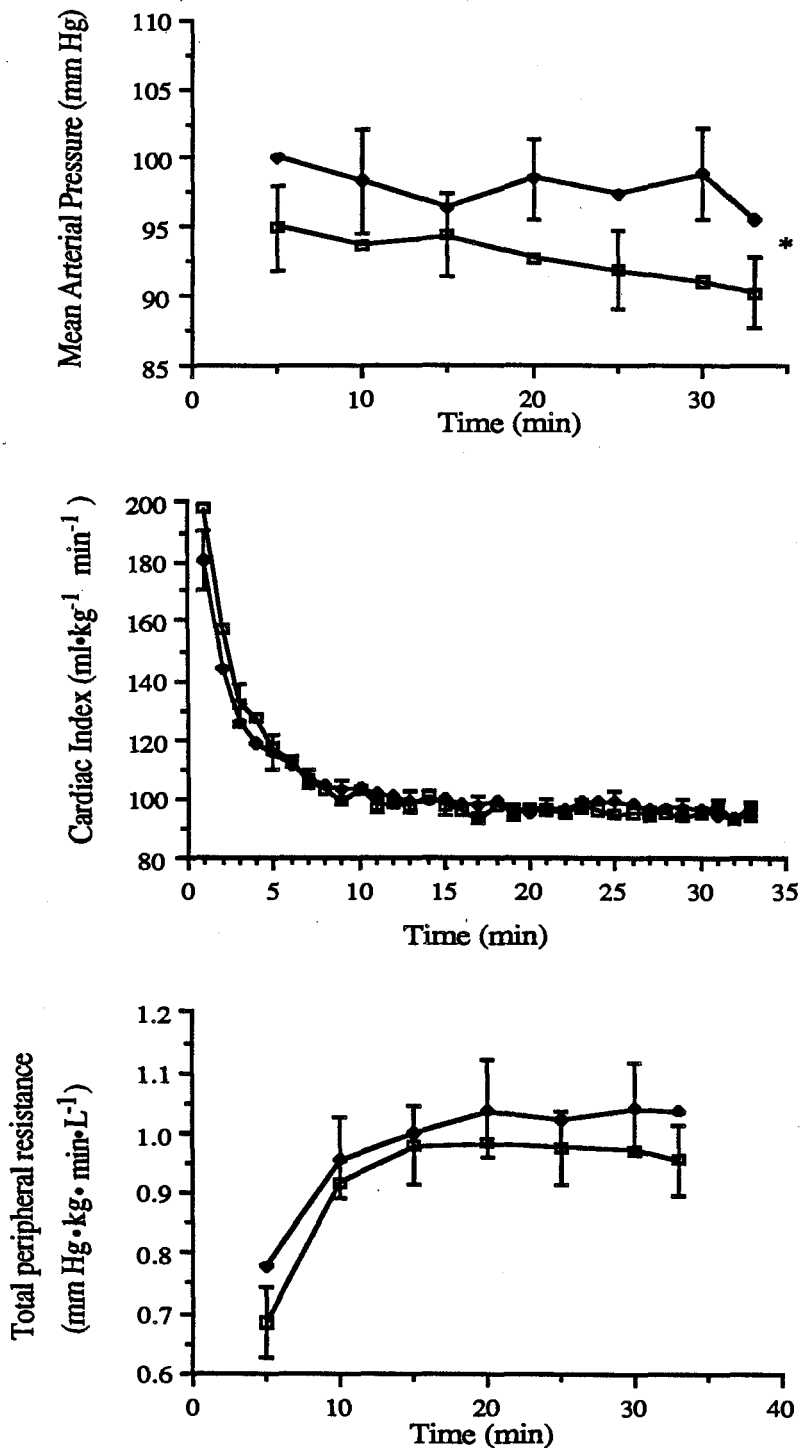 Mean Arterial Pressure (mm Hg)
110
105
100
95
90
85
*
0 10 20 30
Time (min)
Cardiac Index (ml•kg⁻¹ min⁻¹ )
200
180
160
140
120
100
80
0 5 10 15 20 25 30 35
Time (min)
Total peripheral resistance
(mm Hg•kg• min•L⁻¹)
1.2
1.1
1.0
0.9
0.8
0.7
0.6
0 10 20 30 40
Time (min)